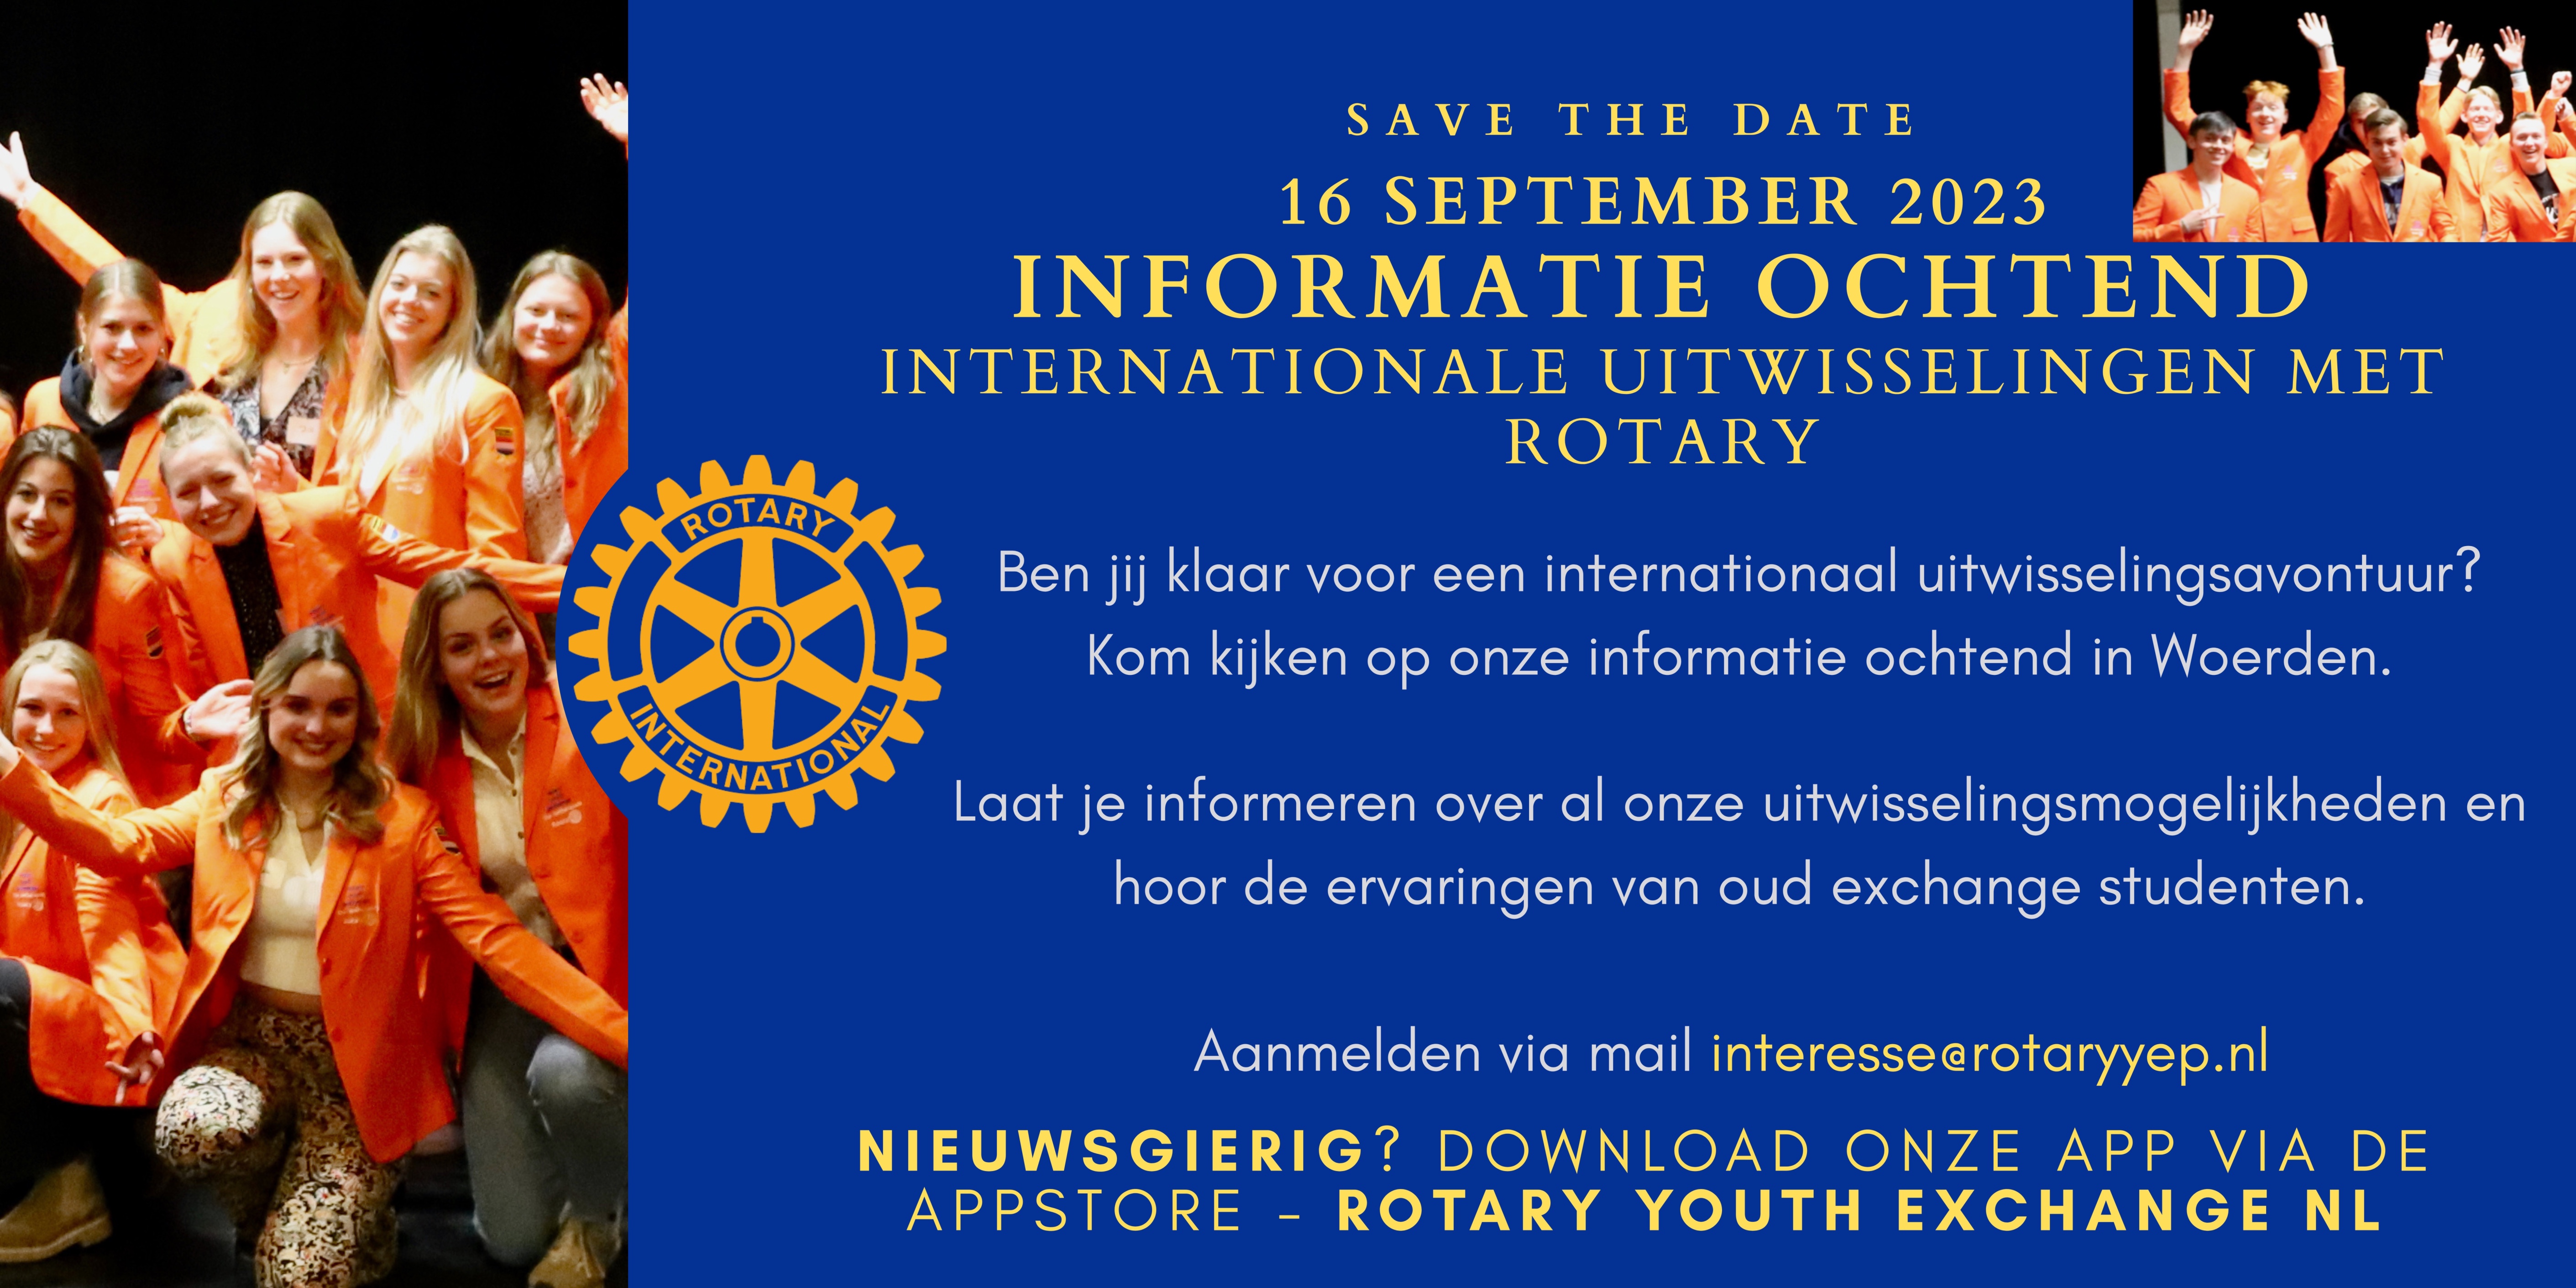 SAVE THE DATE
16 SEPTEMBER 2023
INFORMATIE OCHTEND
INTERNATIONALE UITWISSELINGEN MET
ROTARY
ROTARY
INTERNATIONAL
Ben jij klaar voor een internationaal uitwisselingsavontuur?
Kom kijken op onze informatie ochtend in Woerden.
Laat je informeren over al onze uitwisselingsmogelijkheden en
hoor de ervaringen van oud exchange studenten.
Aanmelden via mail interesse@rotaryyep.nl
NIEUWSGIERIG? DOWNLOAD ONZE APP VIA DE
APPSTORE - ROTARY YOUTH EXCHANGE NL